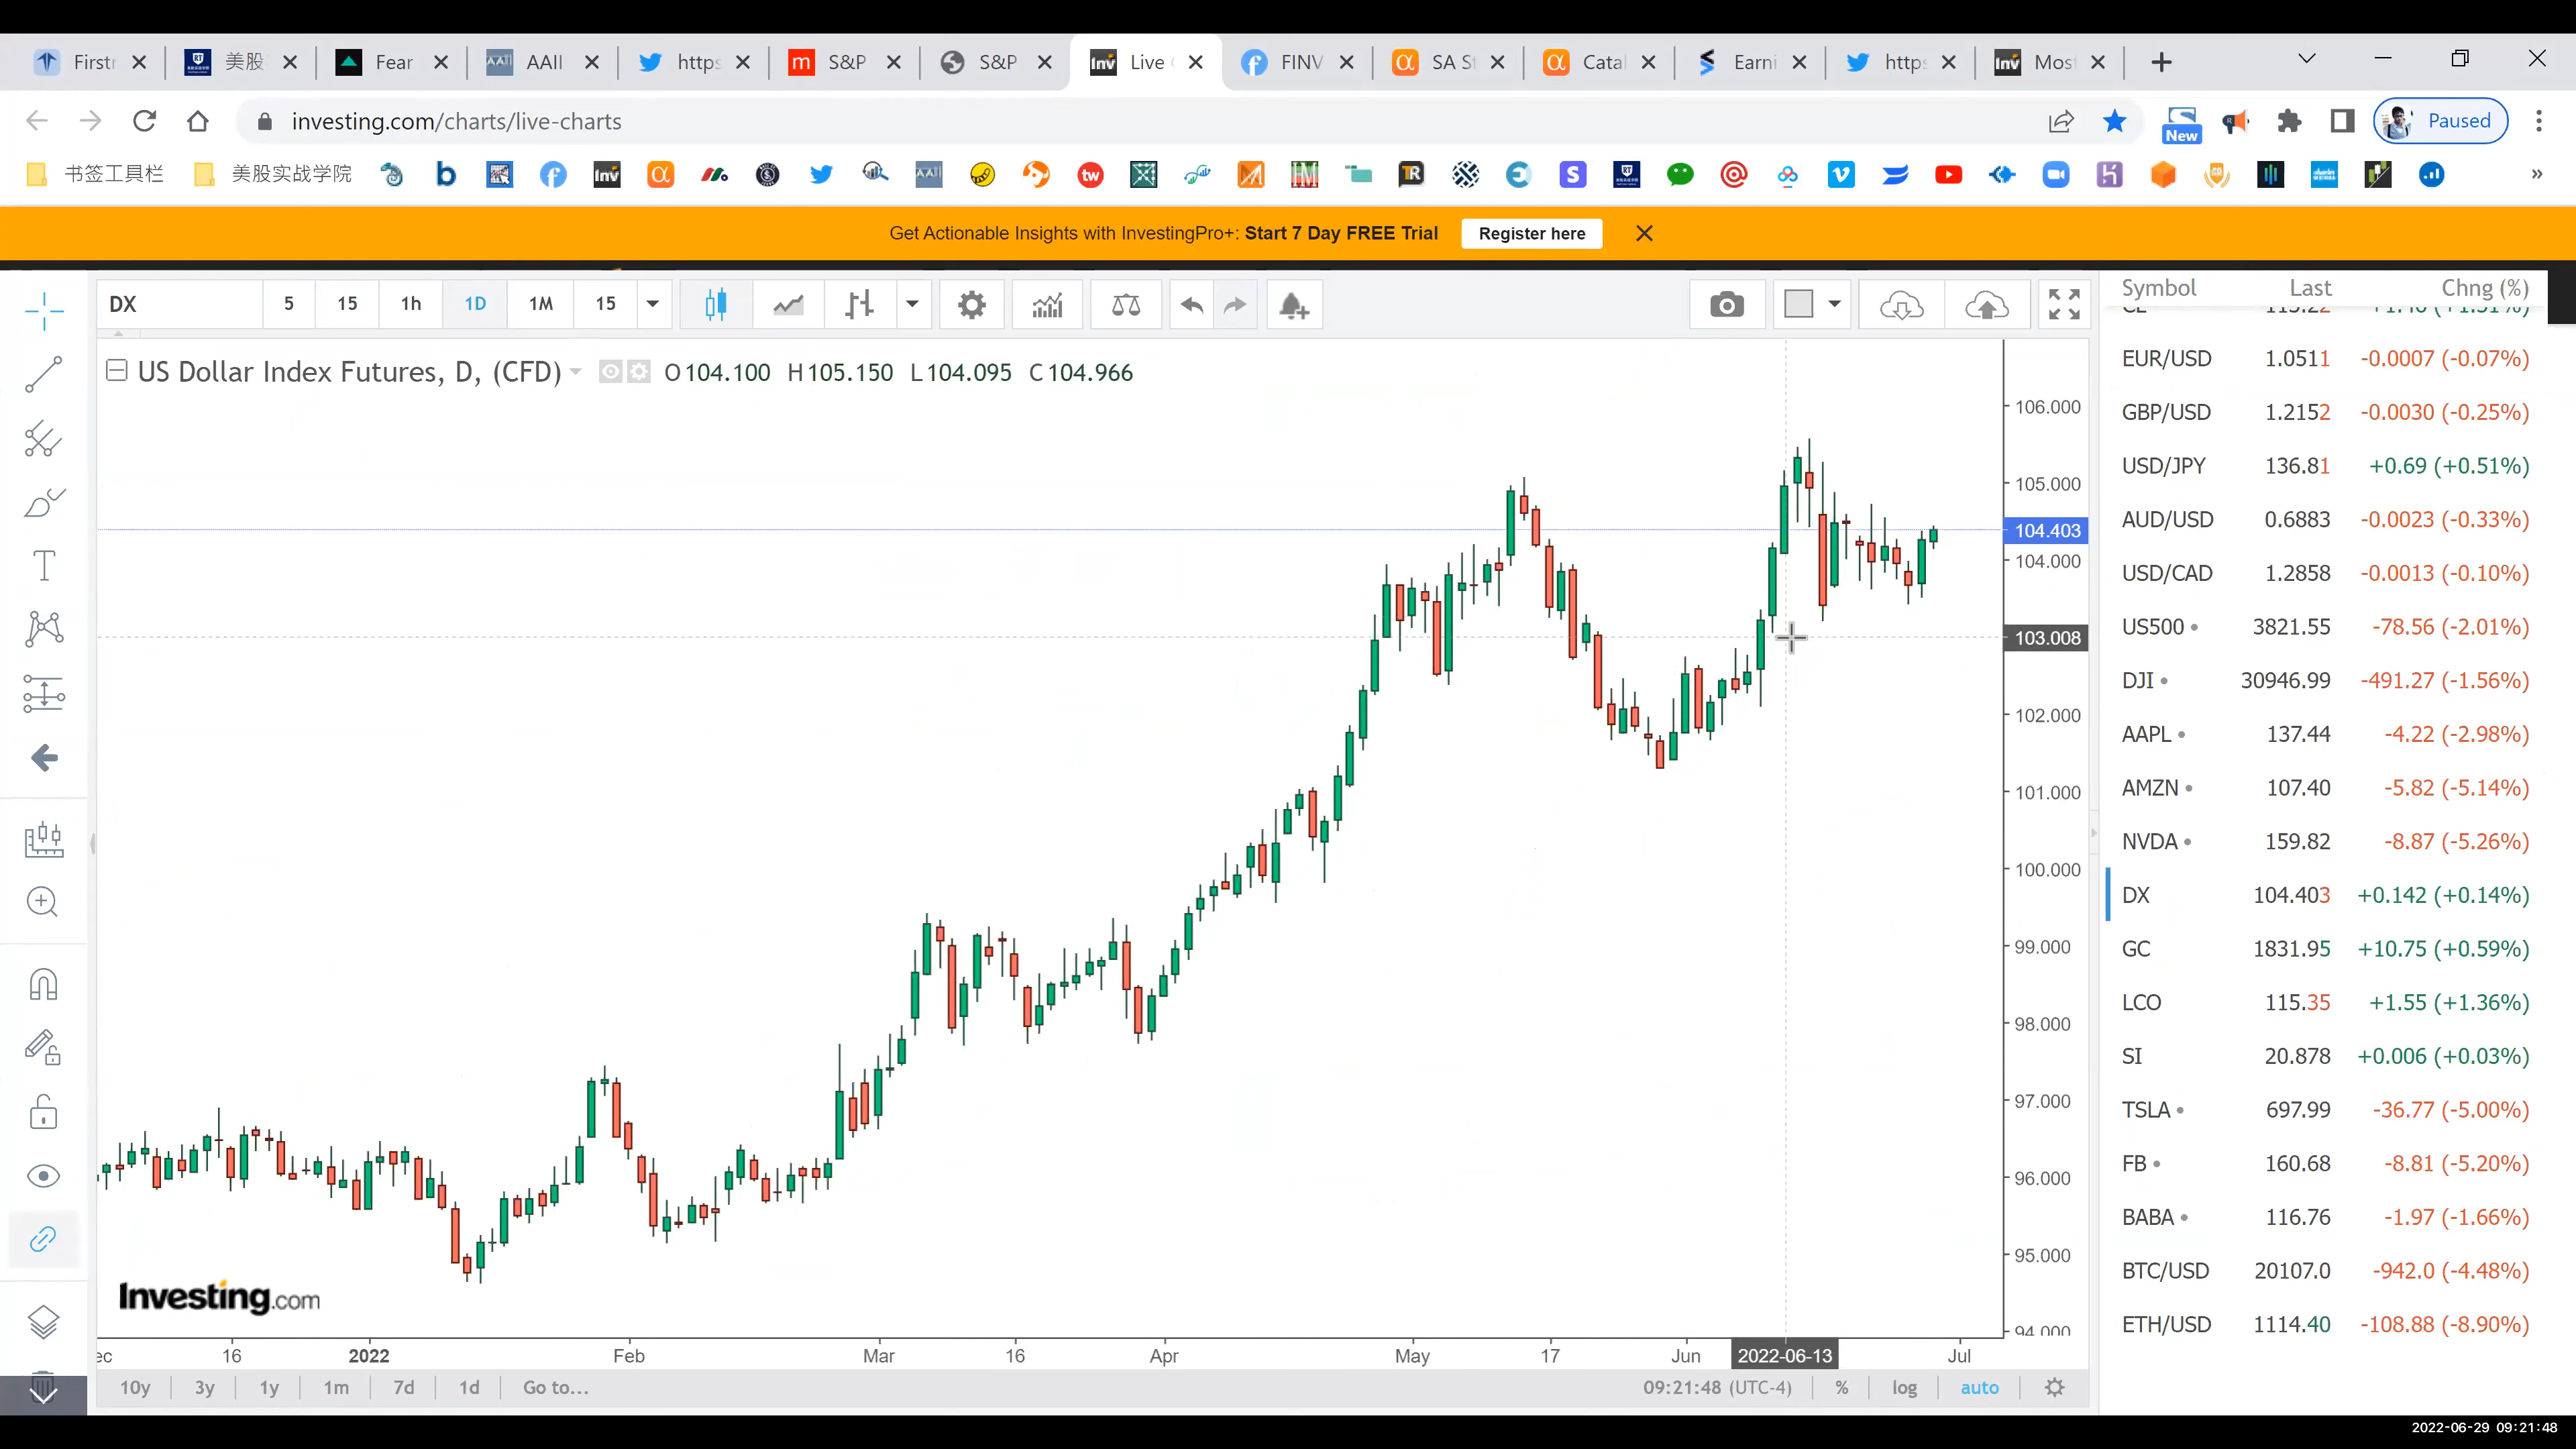 Firstr 美股 Fear AAII https S&P S&P Live FINV SA St Catal Earni https Mos
investing.com/charts/live-charts New Paused
书签工具栏 美股实战学院
Get Actionable Insights with InvestingPro+: Start 7 Day FREE Trial Register here
DX 5 15 1h 1D 1M 15
US Dollar Index Futures, D, (CFD) O104.100 H105.150 L104.095 C104.966
106.000
105.000
104.403
104.000
103.008
102.000
101.000
100.000
99.000
98.000
97.000
96.000
95.000
94.000
Investing.com
ec 16 2022 Feb Mar 16 Apr May 17 Jun 2022-06-13 Jul
10y 3y 1y 1m 7d 1d Go to... 09:21:48 (UTC-4) % log auto
Symbol Last Chng (%)
EUR/USD 1.0511 -0.0007 (-0.07%)
GBP/USD 1.2152 -0.0030 (-0.25%)
USD/JPY 136.81 +0.69 (+0.51%)
AUD/USD 0.6883 -0.0023 (-0.33%)
USD/CAD 1.2858 -0.0013 (-0.10%)
US500 3821.55 -78.56 (-2.01%)
DJI 30946.99 -491.27 (-1.56%)
AAPL 137.44 -4.22 (-2.98%)
AMZN 107.40 -5.82 (-5.14%)
NVDA 159.82 -8.87 (-5.26%)
DX 104.403 +0.142 (+0.14%)
GC 1831.95 +10.75 (+0.59%)
LCO 115.35 +1.55 (+1.36%)
SI 20.878 +0.006 (+0.03%)
TSLA 697.99 -36.77 (-5.00%)
FB 160.68 -8.81 (-5.20%)
BABA 116.76 -1.97 (-1.66%)
BTC/USD 20107.0 -942.0 (-4.48%)
ETH/USD 1114.40 -108.88 (-8.90%)
2022-06-29 09:21:48